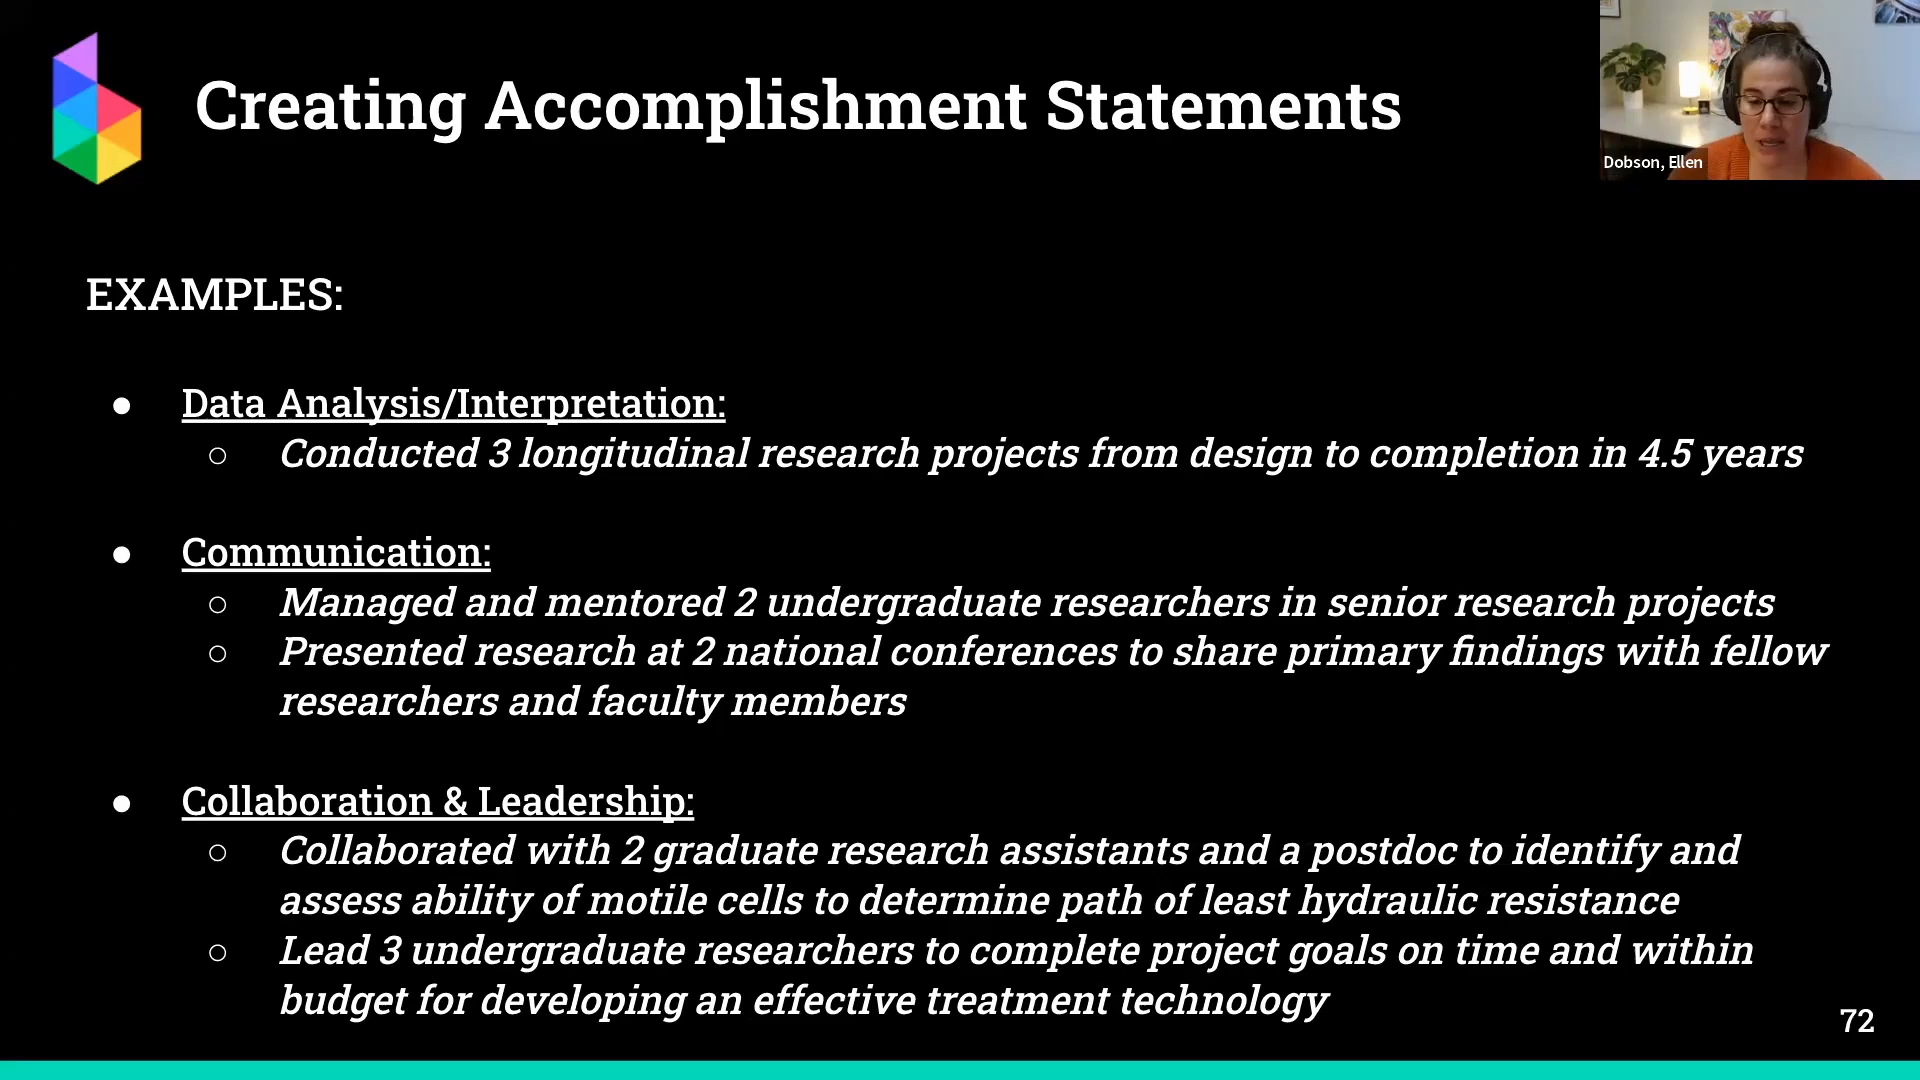 Creating Accomplishment Statements
Dobson, Ellen
EXAMPLES:
● Data Analysis/Interpretation:
○ Conducted 3 longitudinal research projects from design to completion in 4.5 years
● Communication:
○ Managed and mentored 2 undergraduate researchers in senior research projects
○ Presented research at 2 national conferences to share primary findings with fellow
researchers and faculty members
● Collaboration & Leadership:
○ Collaborated with 2 graduate research assistants and a postdoc to identify and
assess ability of motile cells to determine path of least hydraulic resistance
○ Lead 3 undergraduate researchers to complete project goals on time and within
budget for developing an effective treatment technology
72